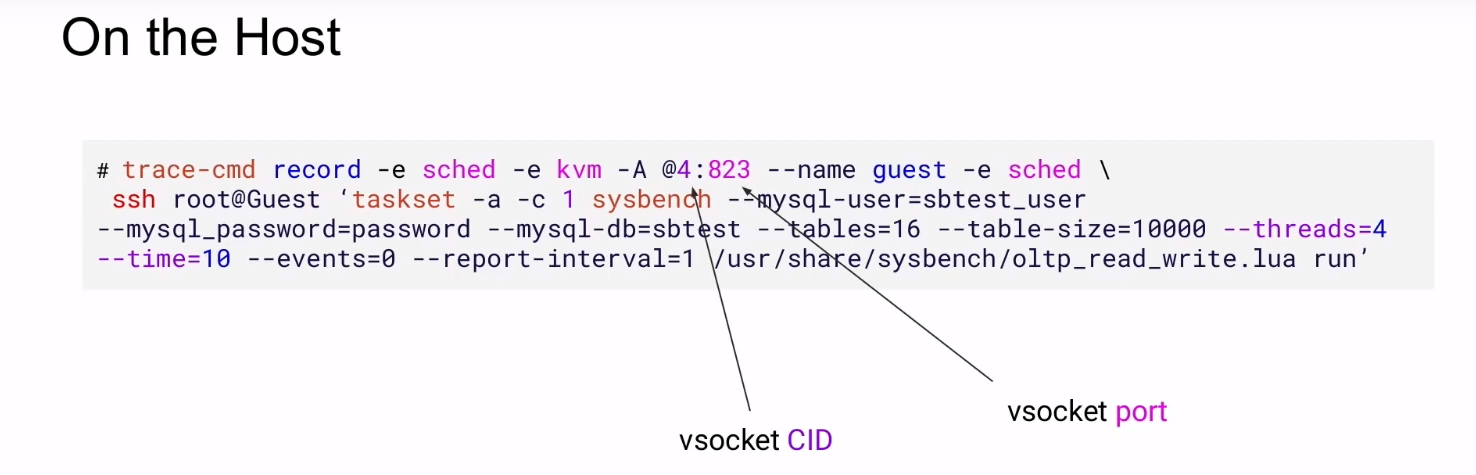 On the Host
# trace-cmd record -e sched -e kvm -A @4:823 --name guest -e sched \
ssh root@Guest ‘taskset -a -c 1 sysbench --mysql-user=sbtest_user
--mysql_password=password --mysql-db=sbtest --tables=16 --table-size=10000 --threads=4
--time=10 --events=0 --report-interval=1 /usr/share/sysbench/oltp_read_write.lua run’
vsocket port
vsocket CID